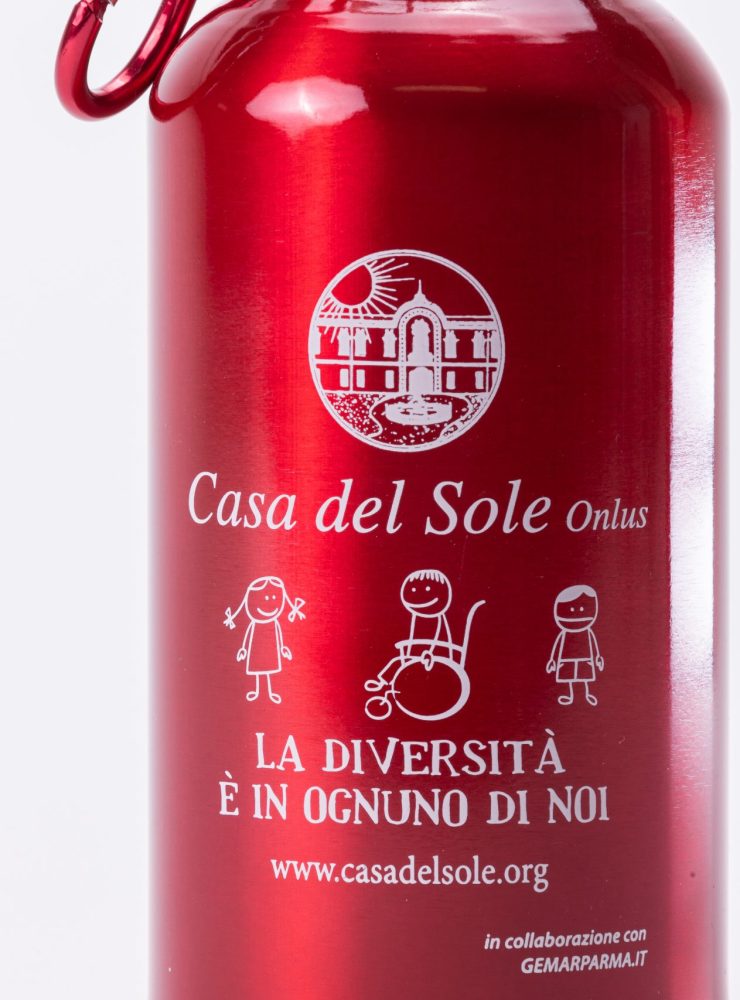 Casa del Sole Onlus
LA DIVERSITÀ
È IN OGNUNO DI NOI
www.casadelsole.org
in collaborazione con
GEMARPARMA.IT